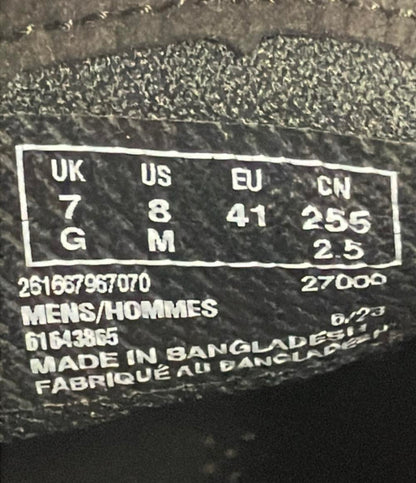 UK US EU CN
7 8 41 255
G M 2.5
261667967070 27000
MENS/HOMMES
61643865 6/23
MADE IN BANGLADESH
FABRIQUÉ AU BANGLADESH